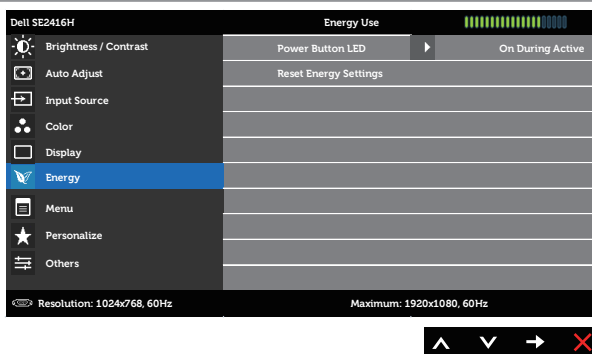 Dell SE2416H Energy Use
Brightness / Contrast Power Button LED On During Active
Auto Adjust Reset Energy Settings
Input Source
Color
Display
Energy
Menu
Personalize
Others
Resolution: 1024x768, 60Hz Maximum: 1920x1080, 60Hz